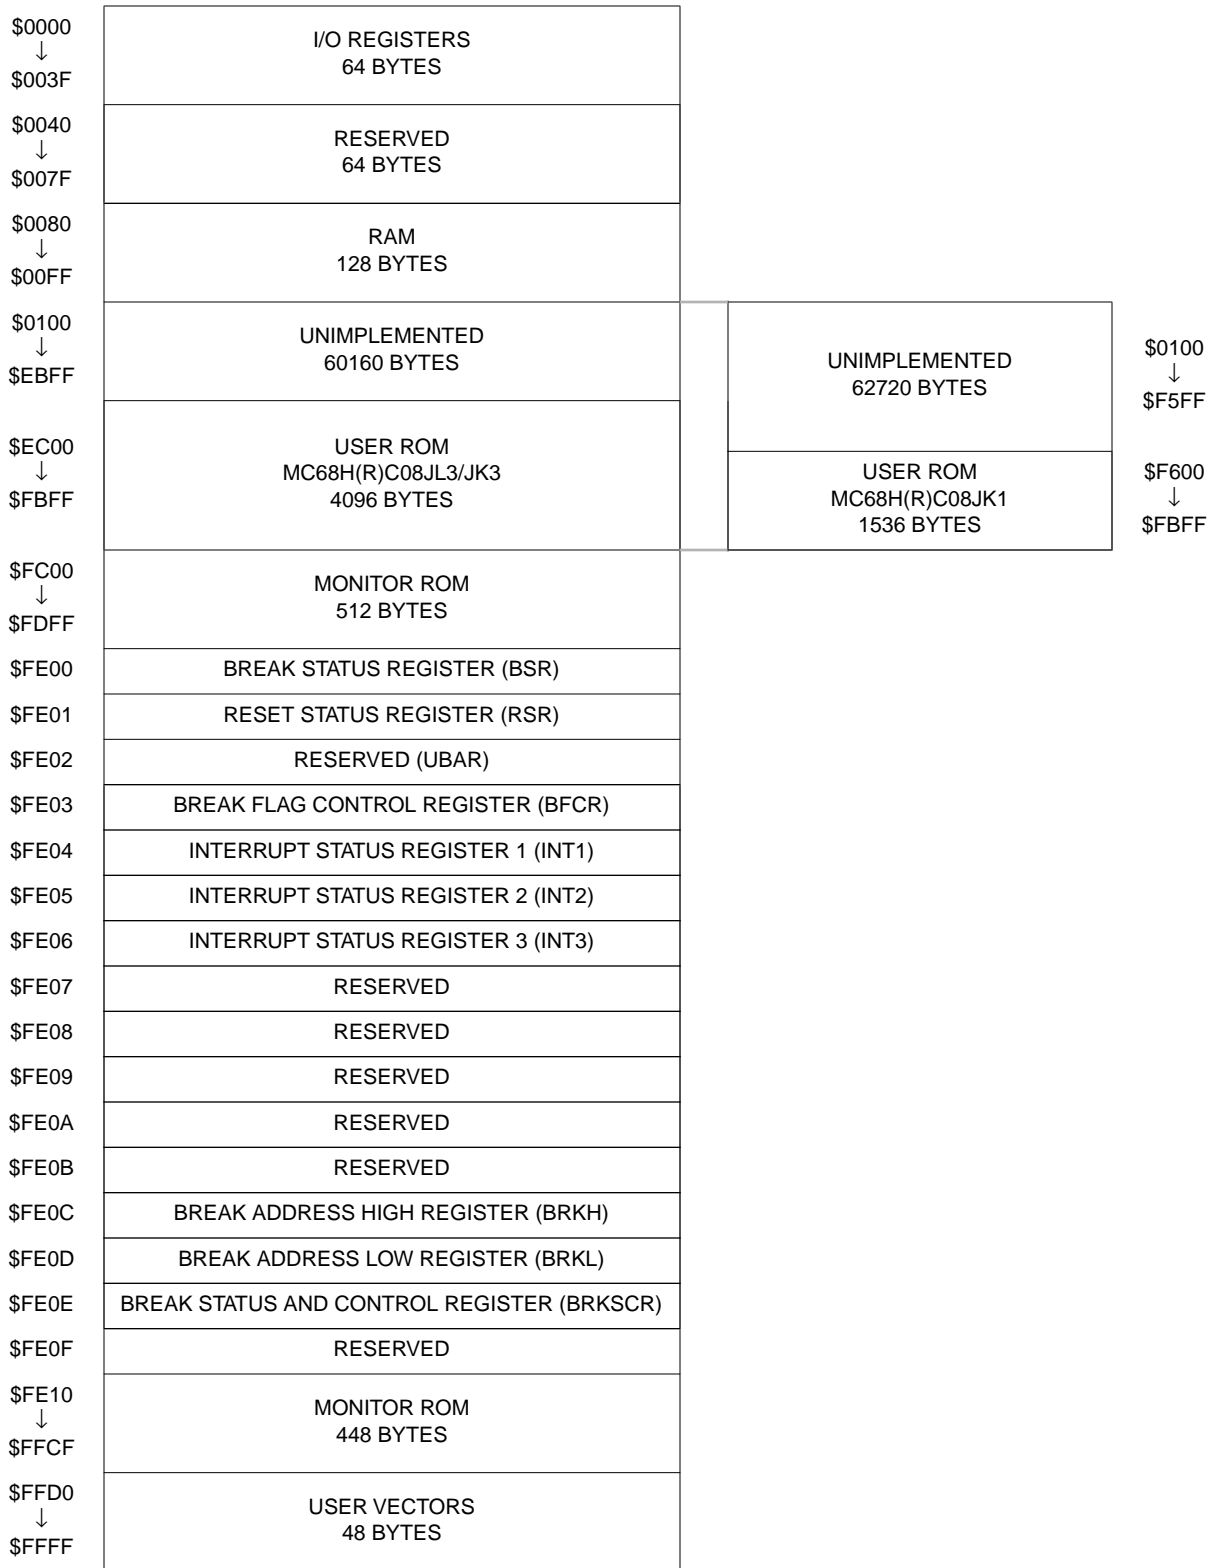 $0000
↓
$003F
I/O REGISTERS
64 BYTES
$0040
↓
$007F
RESERVED
64 BYTES
$0080
↓
$00FF
RAM
128 BYTES
$0100
↓
$EBFF
UNIMPLEMENTED
60160 BYTES
UNIMPLEMENTED
62720 BYTES
$0100
↓
$F5FF
$EC00
↓
$FBFF
USER ROM
MC68H(R)C08JL3/JK3
4096 BYTES
USER ROM
MC68H(R)C08JK1
1536 BYTES
$F600
↓
$FBFF
$FC00
↓
$FDFF
MONITOR ROM
512 BYTES
$FE00 BREAK STATUS REGISTER (BSR)
$FE01 RESET STATUS REGISTER (RSR)
$FE02 RESERVED (UBAR)
$FE03 BREAK FLAG CONTROL REGISTER (BFCR)
$FE04 INTERRUPT STATUS REGISTER 1 (INT1)
$FE05 INTERRUPT STATUS REGISTER 2 (INT2)
$FE06 INTERRUPT STATUS REGISTER 3 (INT3)
$FE07 RESERVED
$FE08 RESERVED
$FE09 RESERVED
$FE0A RESERVED
$FE0B RESERVED
$FE0C BREAK ADDRESS HIGH REGISTER (BRKH)
$FE0D BREAK ADDRESS LOW REGISTER (BRKL)
$FE0E BREAK STATUS AND CONTROL REGISTER (BRKSCR)
$FE0F RESERVED
$FE10
↓
$FFCF
MONITOR ROM
448 BYTES
$FFD0
↓
$FFFF
USER VECTORS
48 BYTES